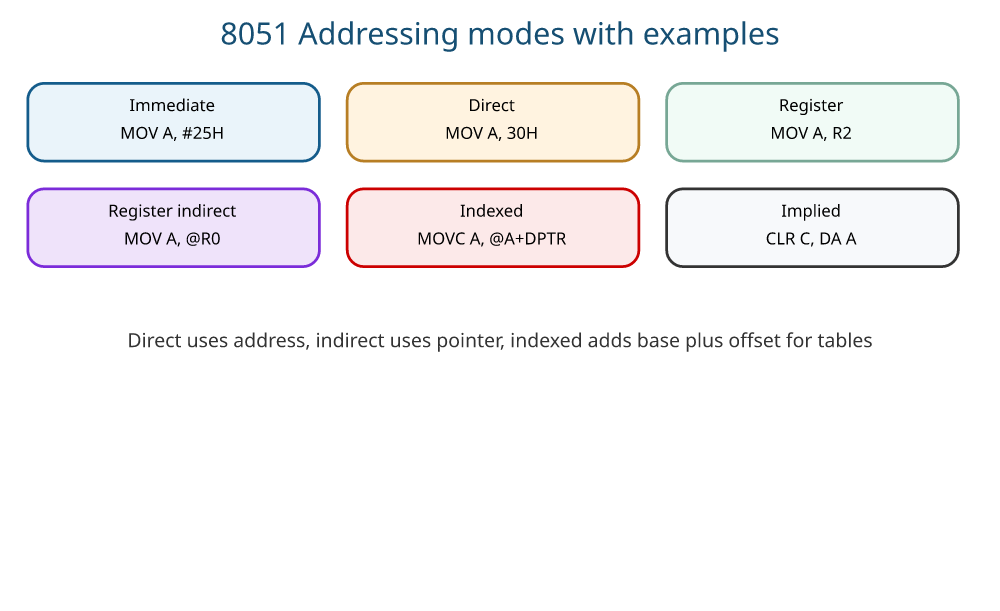 8051 Addressing modes with examples
Immediate
MOV A, #25H
Direct
MOV A, 30H
Register
MOV A, R2
Register indirect
MOV A, @R0
Indexed
MOVC A, @A+DPTR
Implied
CLR C, DA A
Direct uses address, indirect uses pointer, indexed adds base plus offset for tables